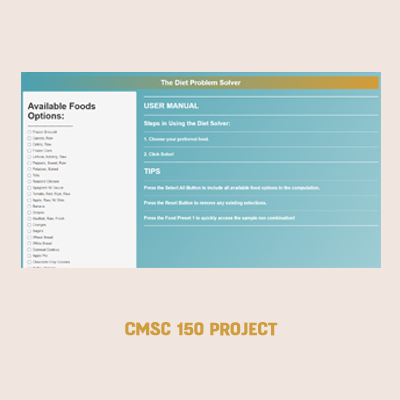 The Diet Problem Solver
Available Foods
Options:
Frozen Broccoli
Carrots, Raw
Celery, Raw
Frozen Corn
Lettuce, Iceberg, Raw
Peppers, Sweet, Raw
Potatoes, Baked
Tofu
Roasted Chicken
Spaghetti W/ Sauce
Tomato, Red, Ripe, Raw
Apple, Raw, W/ Skin
Banana
Grapes
Kiwifruit, Raw, Fresh
Oranges
Bagels
Wheat Bread
White Bread
Oatmeal Cookies
Apple Pie
Chocolate Chip Cookies
USER MANUAL
Steps in Using the Diet Solver:
1. Choose your preferred food.
2. Click Solve!
TIPS
Press the Select All Button to include all available food options in the computation.
Press the Reset Button to remove any existing selections.
Press the Food Preset 1 to quickly access the sample run combination!
CMSC 150 PROJECT